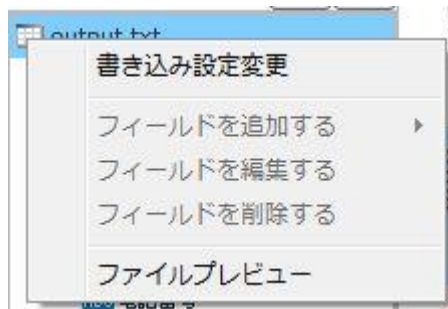 output.txt
書き込み設定変更
フィールドを追加する
フィールドを編集する
フィールドを削除する
ファイルプレビュー